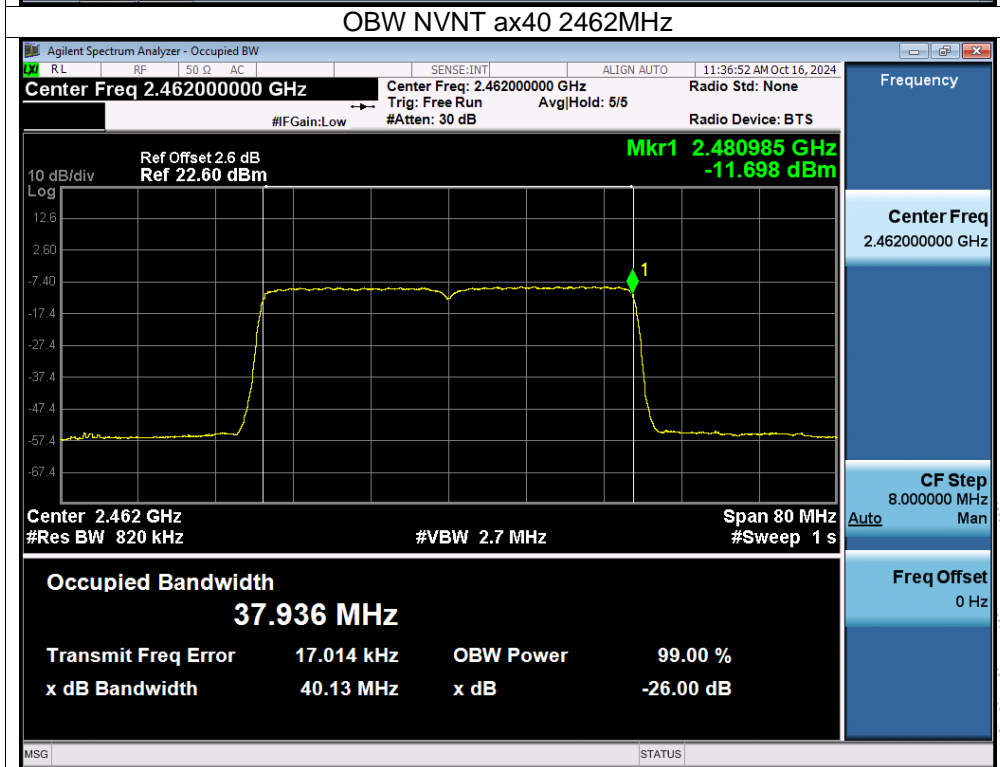 OBW NVNT ax40 2462MHz
Agilent Spectrum Analyzer - Occupied BW
LXI RL RF 50 Ω AC SENSE:INT ALIGN AUTO 11:36:52 AM Oct 16, 2024
Center Freq 2.462000000 GHz
Center Freq: 2.462000000 GHz Radio Std: None
Trig: Free Run Avg|Hold: 5/5
#IFGain:Low #Atten: 30 dB Radio Device: BTS
Mkr1 2.480985 GHz
-11.698 dBm
Ref Offset 2.6 dB
10 dB/div Ref 22.60 dBm
Log
12.6
2.60
-7.40
-17.4
-27.4
-37.4
-47.4
-57.4
-67.4
1
Center 2.462 GHz Span 80 MHz
#Res BW 820 kHz #VBW 2.7 MHz #Sweep 1 s
Occupied Bandwidth
37.936 MHz
Transmit Freq Error 17.014 kHz OBW Power 99.00 %
x dB Bandwidth 40.13 MHz x dB -26.00 dB
MSG STATUS
Frequency
Center Freq
2.462000000 GHz
CF Step
8.000000 MHz
Auto Man
Freq Offset
0 Hz